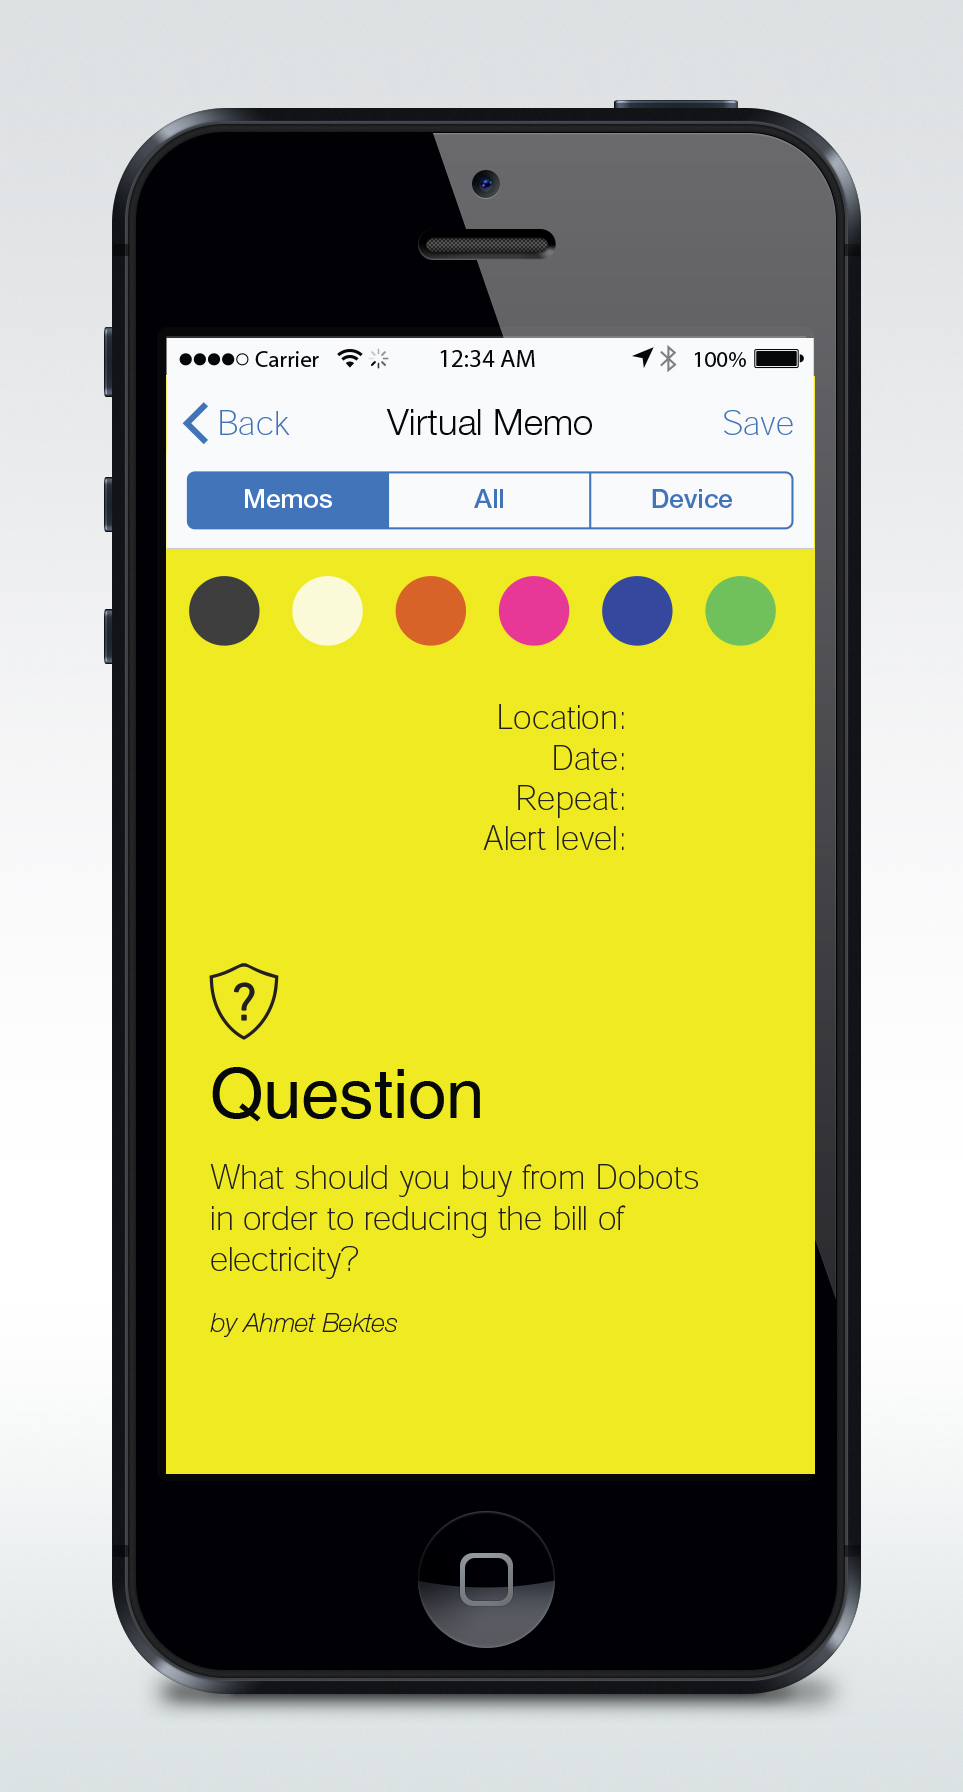 Carrier 12:34 AM 100%
Back Virtual Memo Save
Memos All Device
Location:
Date:
Repeat:
Alert level:
?
Question
What should you buy from Dobots
in order to reducing the bill of
electricity?
by Ahmet Bektes